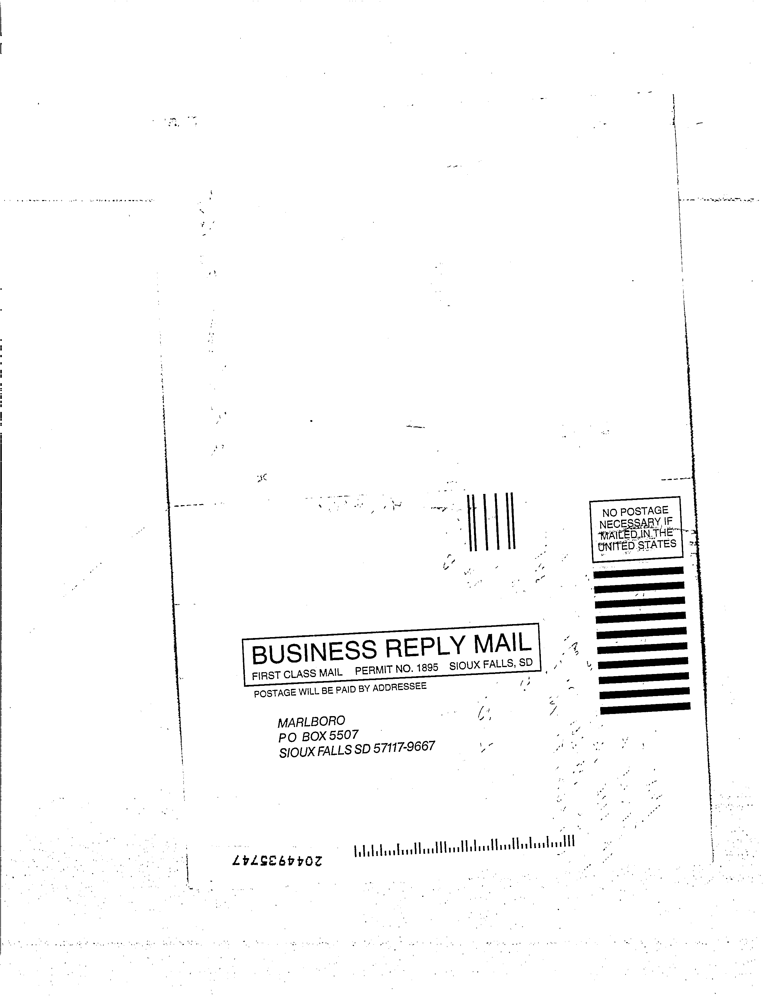 NO POSTAGE
NECESSARY IF
MAILED IN THE
UNITED STATES
BUSINESS REPLY MAIL
FIRST CLASS MAIL PERMIT NO. 1895 SIOUX FALLS, SD
POSTAGE WILL BE PAID BY ADDRESSEE
MARLBORO
PO BOX 5507
SIOUX FALLS SD 57117-9667
2044935747